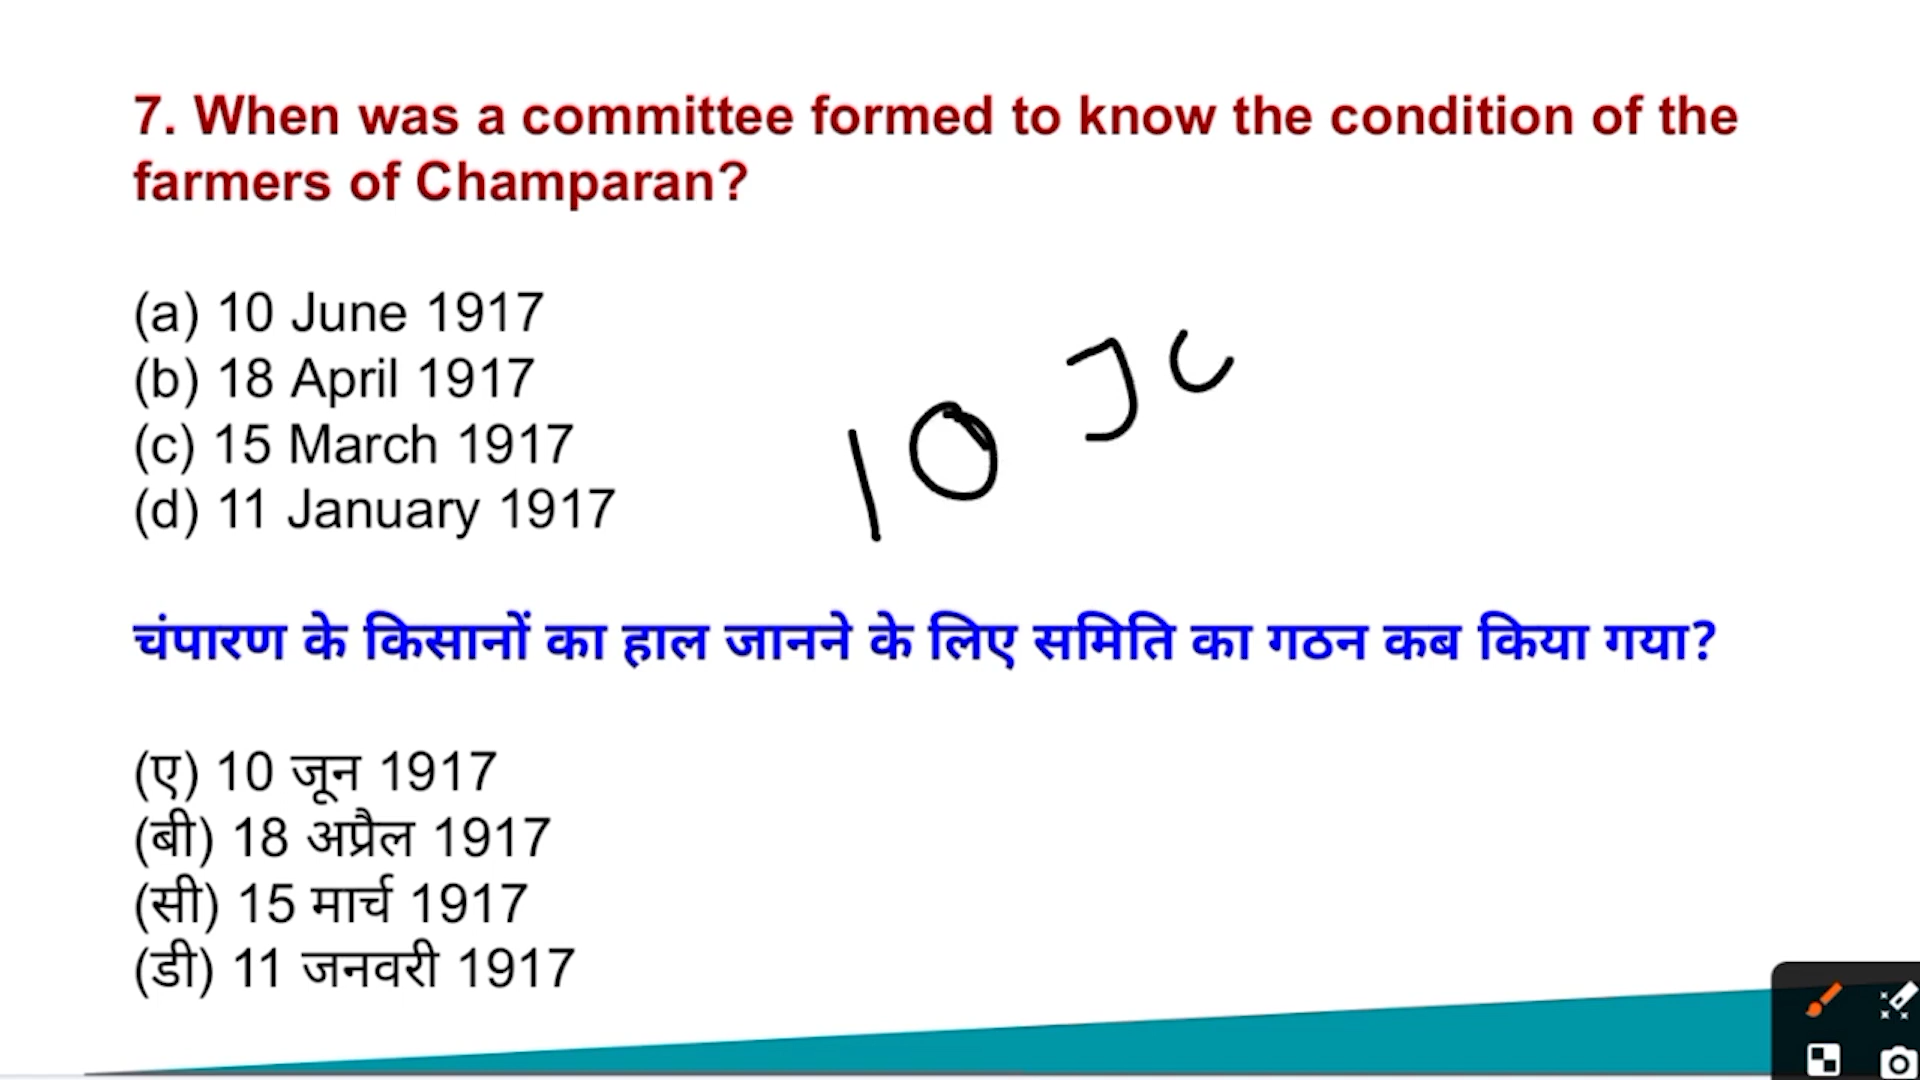 7. When was a committee formed to know the condition of the
farmers of Champaran?
(a) 10 June 1917
(b) 18 April 1917
(c) 15 March 1917
(d) 11 January 1917
10 Ju
चंपारण के किसानों का हाल जानने के लिए समिति का गठन कब किया गया?
(ए) 10 जून 1917
(बी) 18 अप्रैल 1917
(सी) 15 मार्च 1917
(डी) 11 जनवरी 1917